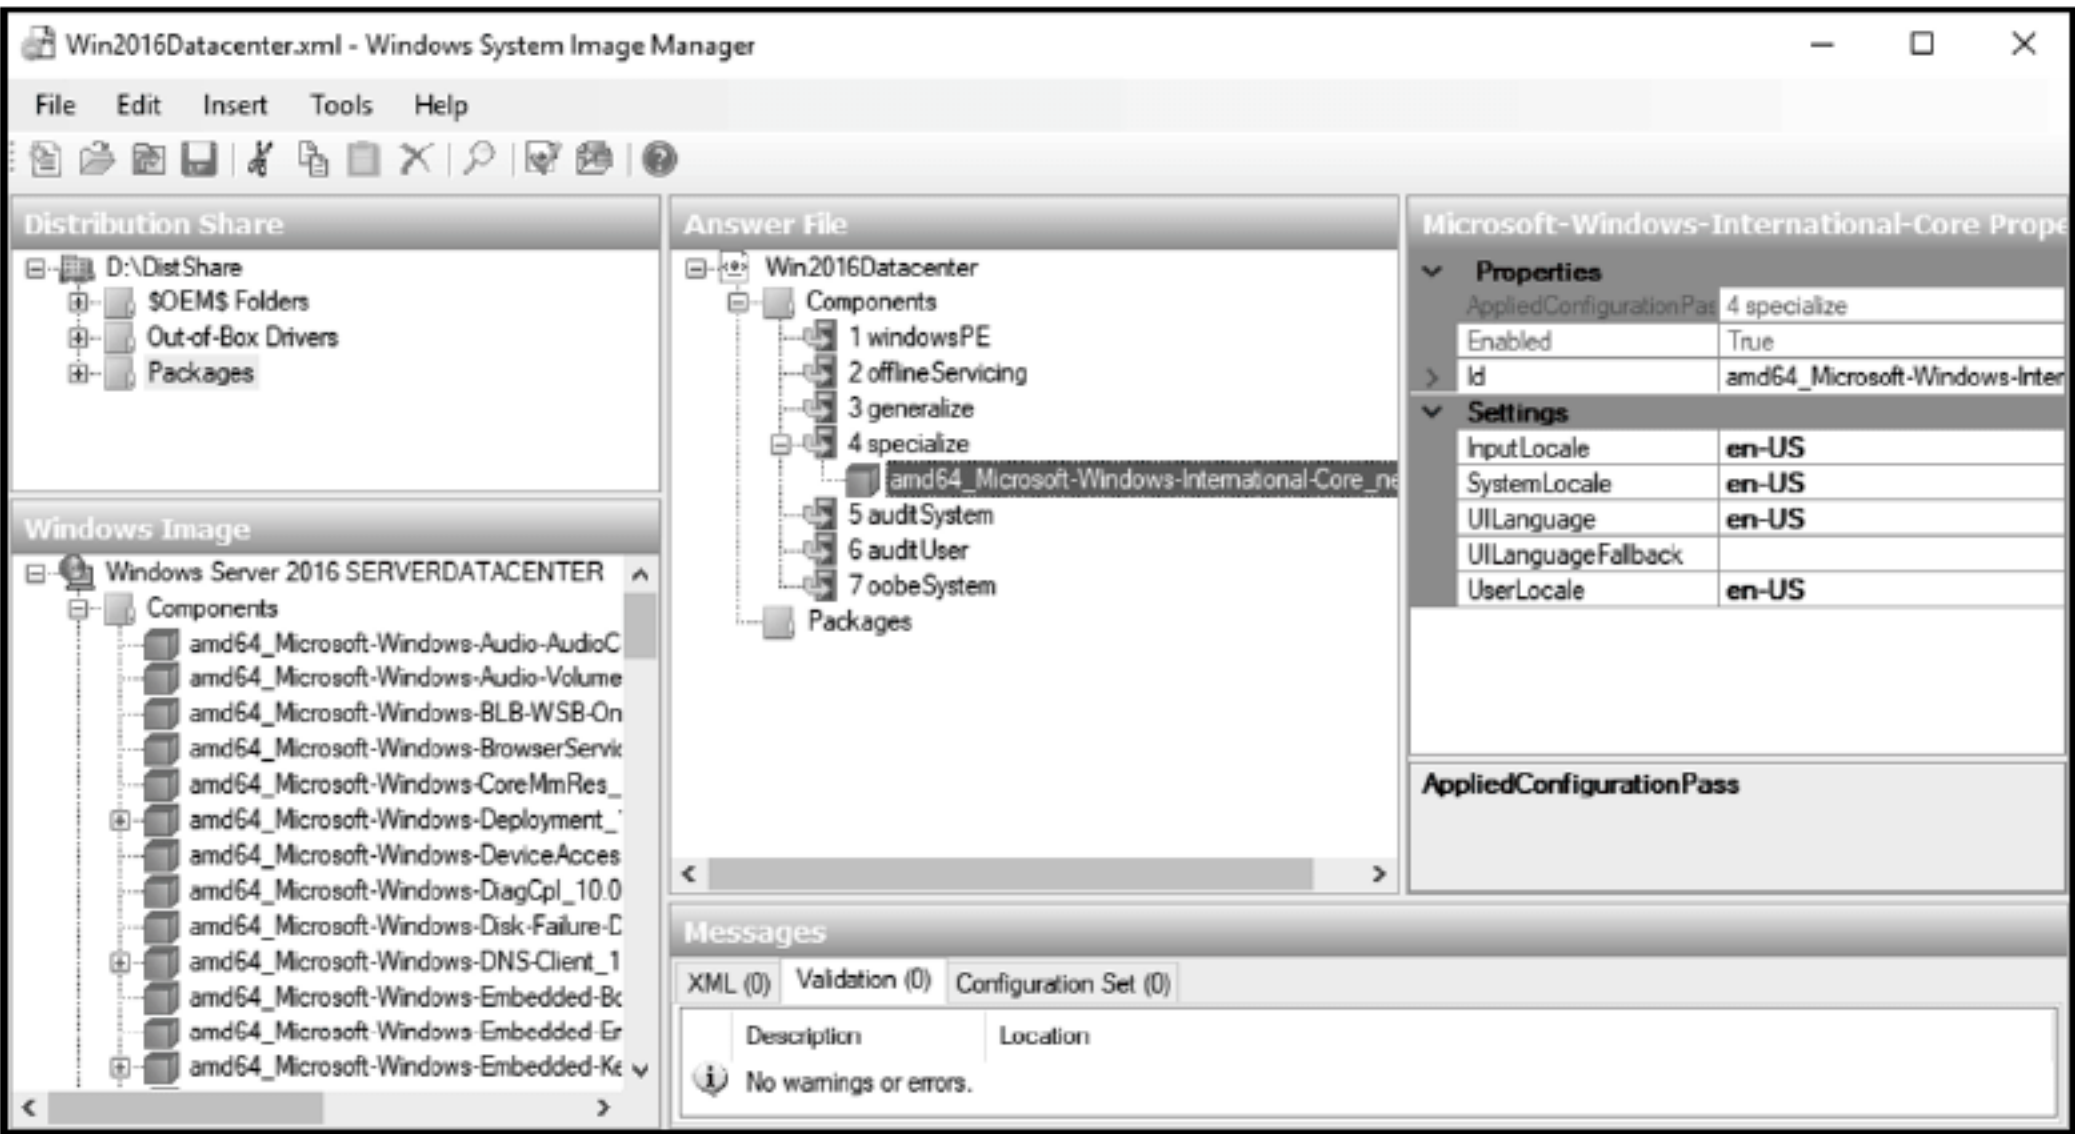 Win2016Datacenter.xml - Windows System Image Manager
File Edit Insert Tools Help
Distribution Share
D:\DistShare
$OEM$ Folders
Out-of-Box Drivers
Packages
Windows Image
Windows Server 2016 SERVERDATACENTER
Components
amd64_Microsoft-Windows-Audio-AudioC
amd64_Microsoft-Windows-Audio-Volume
amd64_Microsoft-Windows-BLB-WSB-On
amd64_Microsoft-Windows-BrowserServic
amd64_Microsoft-Windows-CoreMmRes_
amd64_Microsoft-Windows-Deployment_
amd64_Microsoft-Windows-DeviceAcces
amd64_Microsoft-Windows-DiagCpl_10.0
amd64_Microsoft-Windows-Disk-Failure-D
amd64_Microsoft-Windows-DNS-Client_1
amd64_Microsoft-Windows-Embedded-Bo
amd64_Microsoft-Windows-Embedded-Em
amd64_Microsoft-Windows-Embedded-Ke
Answer File
Win2016Datacenter
Components
1 windowsPE
2 offlineServicing
3 generalize
4 specialize
amd64_Microsoft-Windows-International-Core_ne
5 auditSystem
6 auditUser
7 oobeSystem
Packages
Microsoft-Windows-International-Core Prope
Properties
AppliedConfigurationPas 4 specialize
Enabled True
Id amd64_Microsoft-Windows-Inter
Settings
InputLocale en-US
SystemLocale en-US
UILanguage en-US
UILanguageFallback
UserLocale en-US
AppliedConfigurationPass
Messages
XML (0) Validation (0) Configuration Set (0)
Description Location
No warnings or errors.